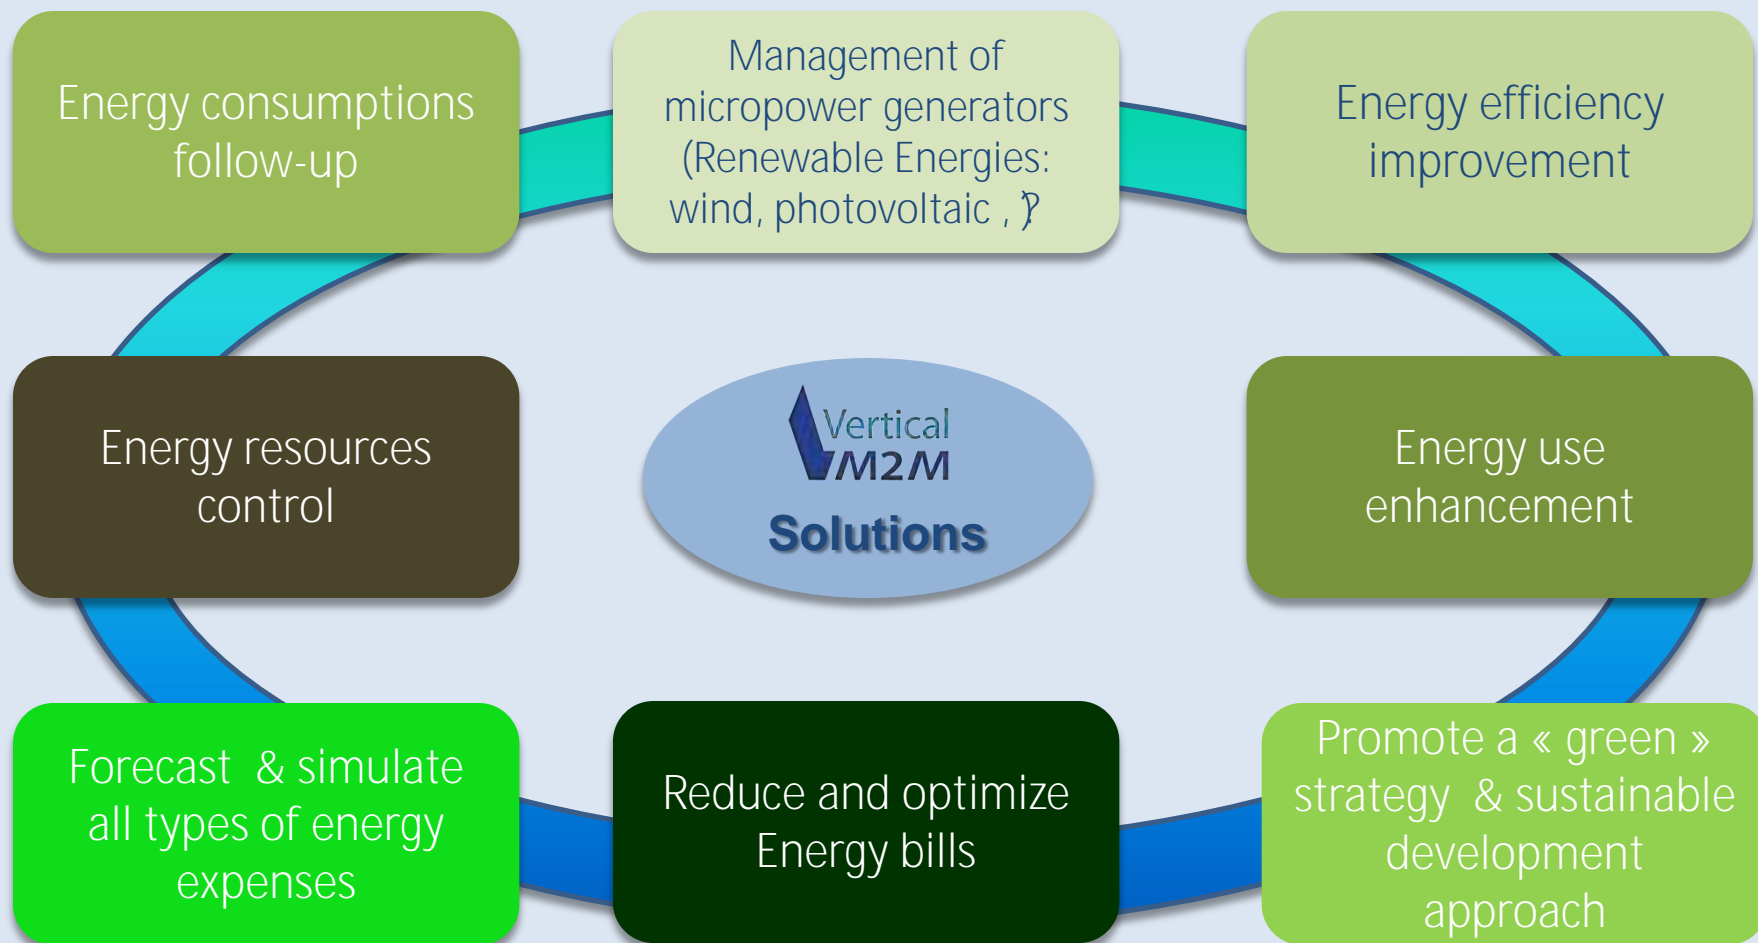 Energy consumptions
follow-up
Management of
micropower generators
(Renewable Energies:
wind, photovoltaic , ?)
Energy efficiency
improvement
Energy resources
control
Vertical
M2M
Solutions
Energy use
enhancement
Forecast & simulate
all types of energy
expenses
Reduce and optimize
Energy bills
Promote a « green »
strategy & sustainable
development
approach